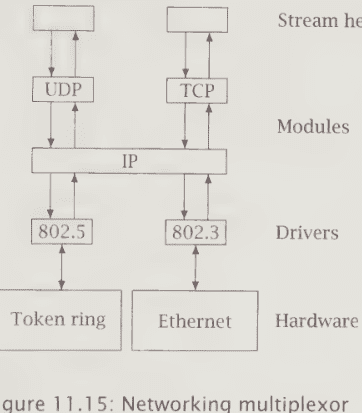 Stream he
UDP TCP
Modules
IP
802.5 802.3 Drivers
Token ring Ethernet Hardware
igure 11.15: Networking multiplexor